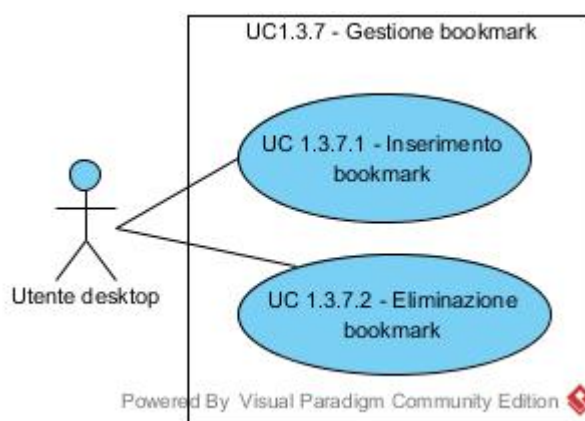 UC1.3.7 - Gestione bookmark
UC 1.3.7.1 - Inserimento
bookmark
Utente desktop
UC 1.3.7.2 - Eliminazione
bookmark
Powered By Visual Paradigm Community Edition